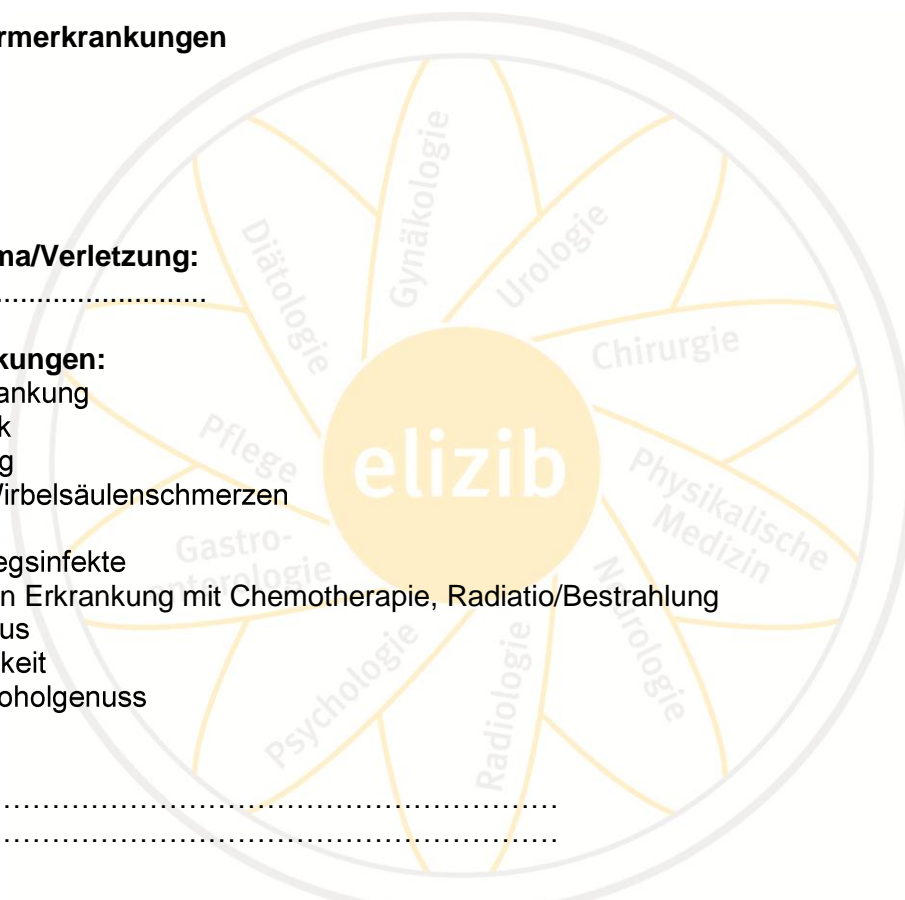 rmerkrankungen
ma/Verletzung:
..........................
kungen:
ankung
k
g
Wirbelsäulenschmerzen
egsinfekte
n Erkrankung mit Chemotherapie, Radiatio/Bestrahlung
us
keit
oholgenuss
……………………………………………………
……………………………………………………
Diätologie
Gynäkologie
Urologie
Chirurgie
Physikalische
Medizin
Neurologie
Radiologie
Psychologie
Gastro-
enterologie
Pflege
elizib